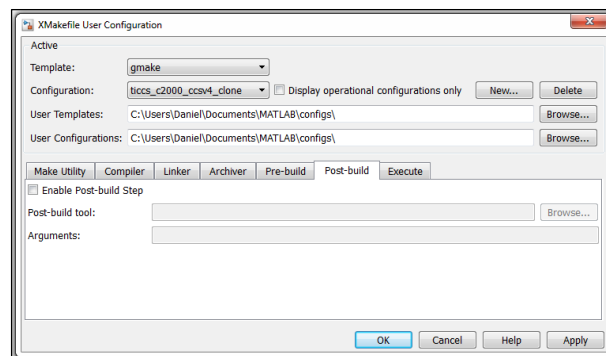 XMakefile User Configuration
Active
Template: gmake
Configuration: ticcs_c2000_ccsv4_clone Display operational configurations only New... Delete
User Templates: C:\Users\Daniel\Documents\MATLAB\configs\ Browse...
User Configurations: C:\Users\Daniel\Documents\MATLAB\configs\ Browse...
Make Utility Compiler Linker Archiver Pre-build Post-build Execute
Enable Post-build Step
Post-build tool: Browse...
Arguments:
OK Cancel Help Apply